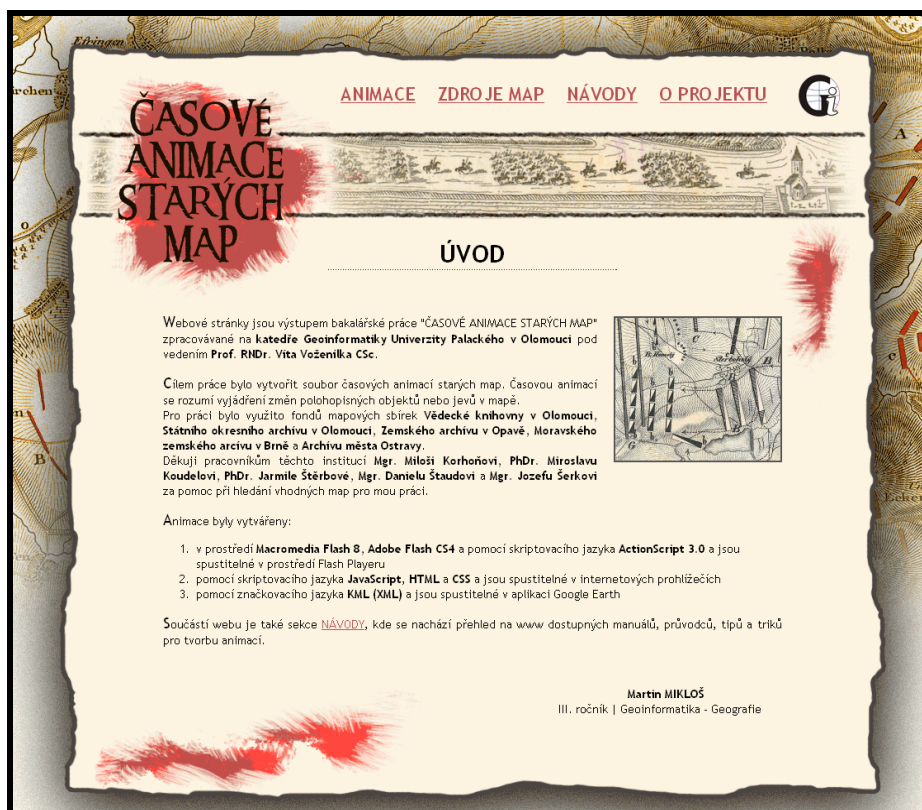 Efringen
ANIMACE ZDROJE MAP NÁVODY O PROJEKTU
Gi
ČASOVÉ
ANIMACE
STARÝCH
MAP
ÚVOD
Webové stránky jsou výstupem bakalářské práce "ČASOVÉ ANIMACE STARÝCH MAP"
zpracovávané na katedře Geoinformatiky Univerzity Palackého v Olomouci pod
vedením Prof. RNDr. Víta Voženílka CSc.
Cílem práce bylo vytvořit soubor časových animací starých map. Časovou animací
se rozumí vyjádření změn polohopisných objektů nebo jevů v mapě.
Pro práci bylo využito fondů mapových sbírek Vědecké knihovny v Olomouci,
Státního okresního archivu v Olomouci, Zemského archivu v Opavě, Moravského
zemského arcivu v Brně a Archivu města Ostravy.
Děkuji pracovníkům těchto institucí Mgr. Miloši Korhoňovi, PhDr. Miroslavu
Koudelovi, PhDr. Jarmile Štěrbové, Mgr. Danielu Štaudovi a Mgr. Jozefu Šerkovi
za pomoc při hledání vhodných map pro mou práci.
Animace byly vytvářeny:
1. v prostředí Macromedia Flash 8, Adobe Flash CS4 a pomocí skriptovacího jazyka ActionScript 3.0 a jsou
spustitelné v prostředí Flash Playeru
2. pomocí skriptovacího jazyka JavaScript, HTML a CSS a jsou spustitelné v internetových prohlížečích
3. pomocí značkovacího jazyka KML (XML) a jsou spustitelné v aplikaci Google Earth
Součástí webu je také sekce NÁVODY, kde se nachází přehled na www dostupných manuálů, průvodců, tipů a triků
pro tvorbu animací.
Martin MIKLOŠ
III. ročník | Geoinformatika - Geografie
A
B